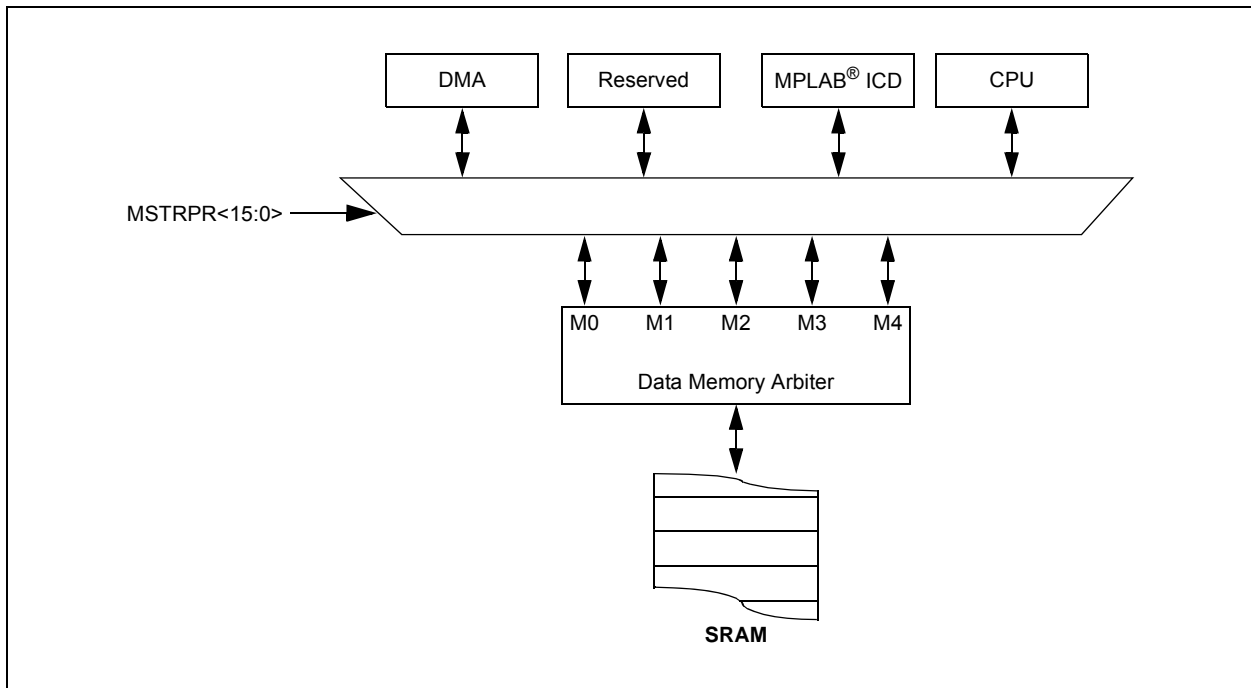 DMA
Reserved
MPLAB® ICD
CPU
MSTRPR<15:0>
M0
M1
M2
M3
M4
Data Memory Arbiter
SRAM